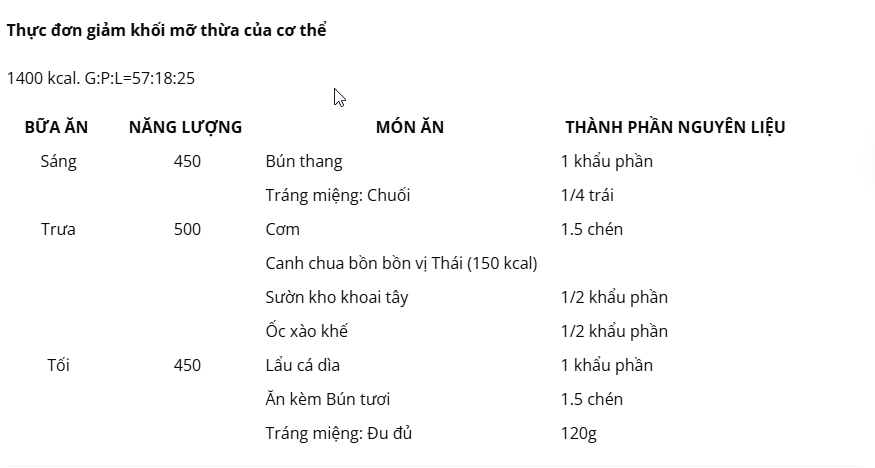 Thực đơn giảm khối mỡ thừa của cơ thể
1400 kcal. G:P:L=57:18:25
BỮA ĂN NĂNG LƯỢNG MÓN ĂN THÀNH PHẦN NGUYÊN LIỆU
Sáng 450 Bún thang 1 khẩu phần
Tráng miệng: Chuối 1/4 trái
Trưa 500 Cơm 1.5 chén
Canh chua bồn bồn vị Thái (150 kcal)
Sườn kho khoai tây 1/2 khẩu phần
Ốc xào khế 1/2 khẩu phần
Tối 450 Lẩu cá dìa 1 khẩu phần
Ăn kèm Bún tươi 1.5 chén
Tráng miệng: Đu đủ 120g